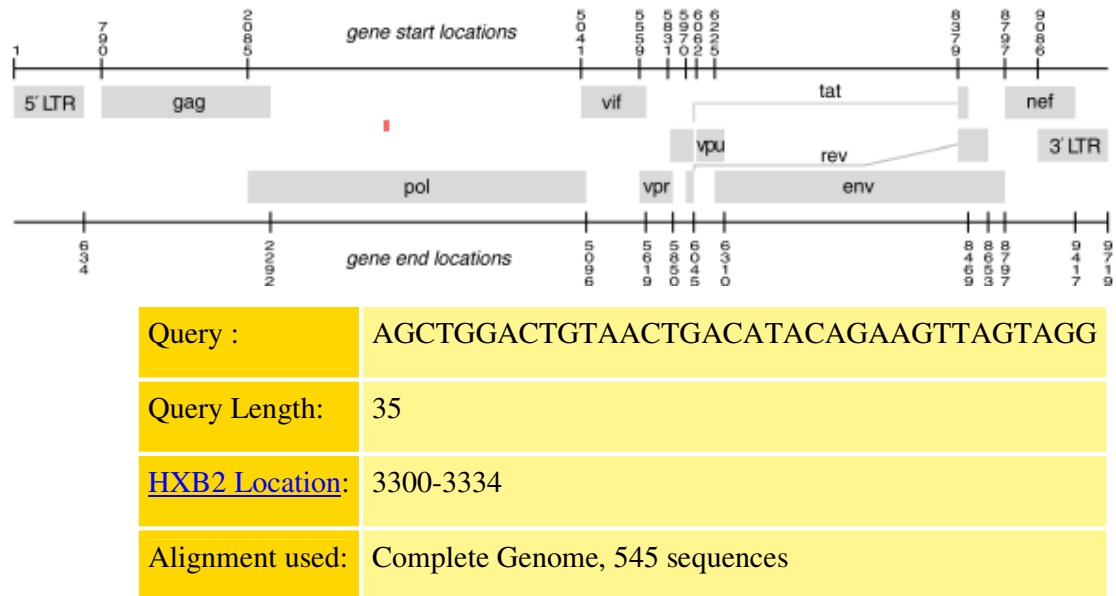 1 790 2085 gene start locations 5041 5559 5831 5970 6062 6225 8379 8797 9086
5´ LTR gag vif tat nef
vpu rev 3´ LTR
pol vpr env
634 2292 gene end locations 5096 5619 5850 6045 6310 8469 8653 8797 9417 9719
Query : AGCTGGACTGTAACTGACATACAGAAGTTAGTAGG
Query Length: 35
HXB2 Location: 3300-3334
Alignment used: Complete Genome, 545 sequences